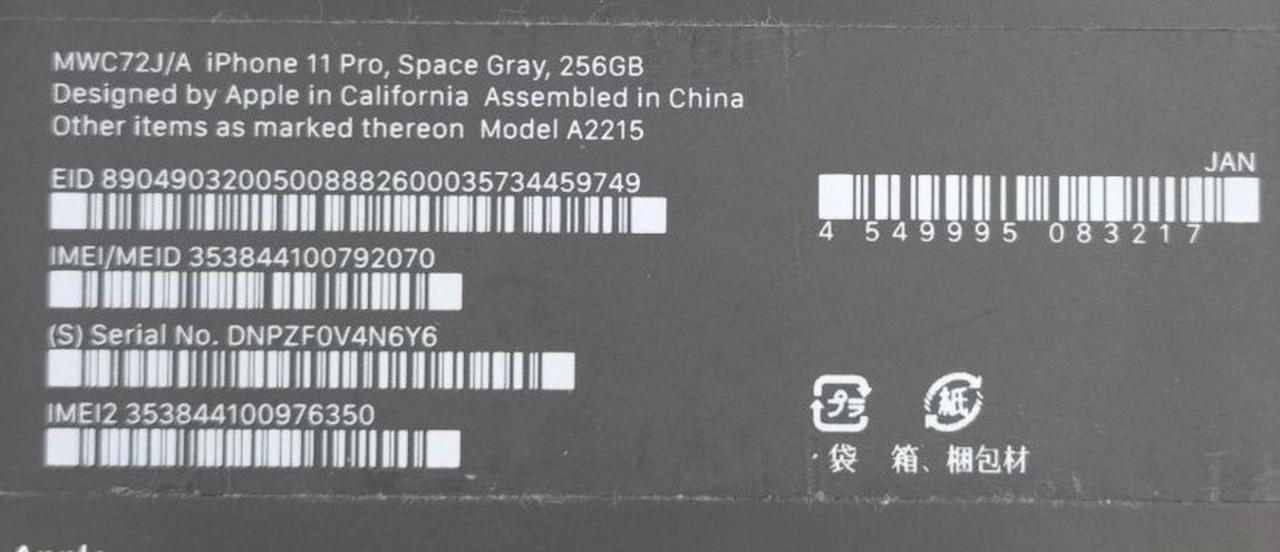 MWC72J/A iPhone 11 Pro, Space Gray, 256GB
Designed by Apple in California Assembled in China
Other items as marked thereon Model A2215
EID 89049032005008882600035734459749
IMEI/MEID 353844100792070
(S) Serial No. DNPZF0V4N6Y6
IMEI2 353844100976350
JAN
4 549995 083217
プラ 紙
・袋 箱、梱包材